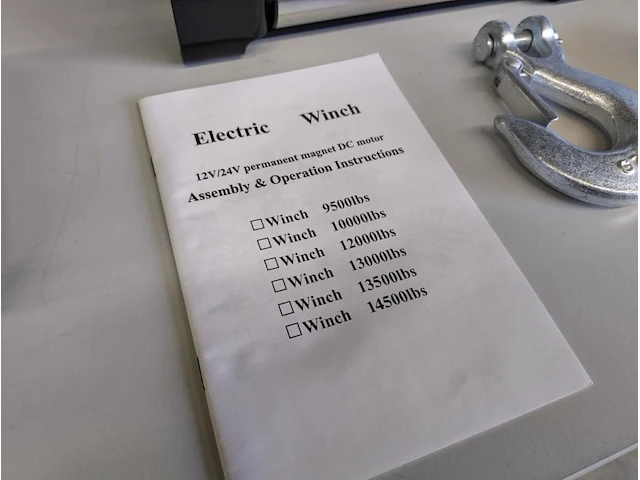 Electric Winch
12V/24V permanent magnet DC motor
Assembly & Operation Instructions
☐Winch 9500lbs
☐Winch 10000lbs
☐Winch 12000lbs
☐Winch 13000lbs
☐Winch 13500lbs
☐Winch 14500lbs